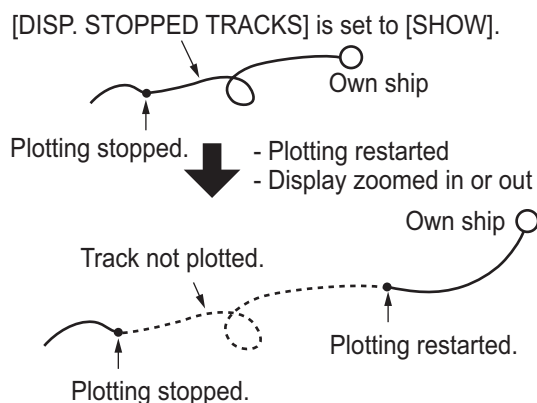 [DISP. STOPPED TRACKS] is set to [SHOW].
Own ship
Plotting stopped.
- Plotting restarted
- Display zoomed in or out
Own ship
Track not plotted.
Plotting restarted.
Plotting stopped.